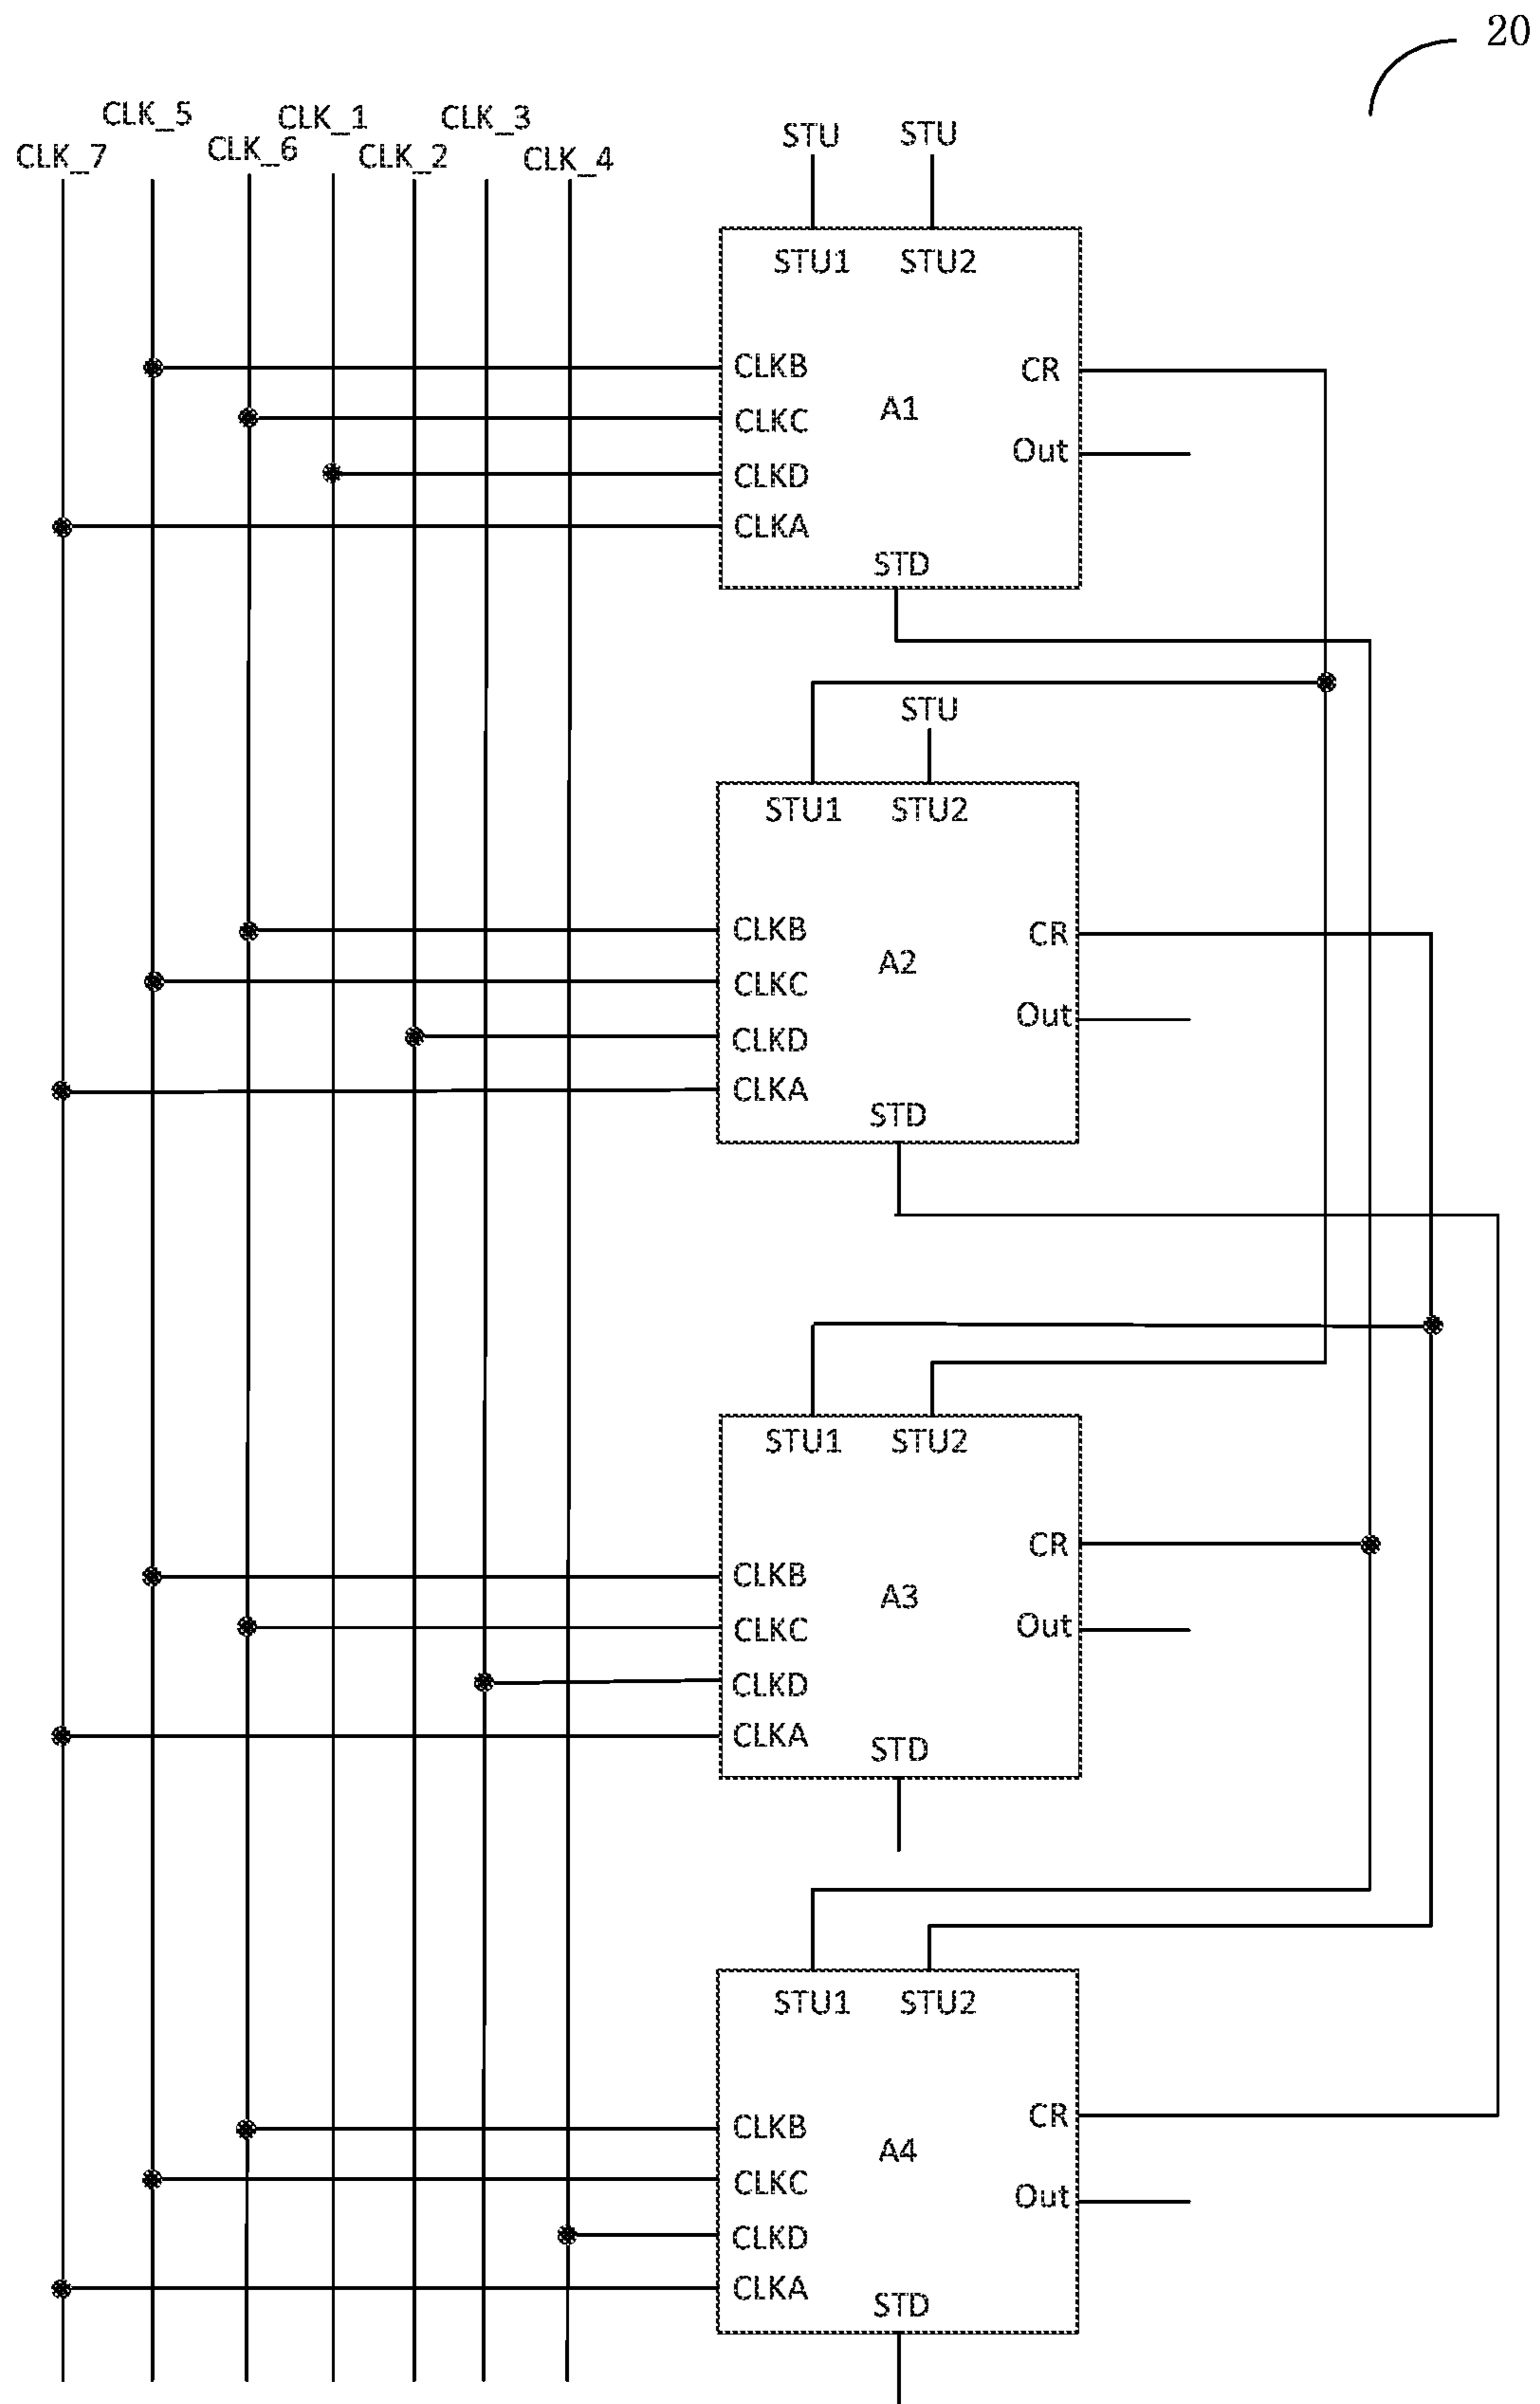 20
CLK_5
CLK_1
CLK_3
CLK_7
CLK_6
CLK_2
CLK_4
STU
STU
STU1
STU2
CLKB
CR
CLKC
A1
Out
CLKD
CLKA
STD
STU
STU1
STU2
CLKB
CR
A2
CLKC
Out
CLKD
CLKA
STD
STU1
STU2
CR
CLKB
A3
CLKC
Out
CLKD
CLKA
STD
STU1
STU2
CR
CLKB
A4
CLKC
Out
CLKD
CLKA
STD